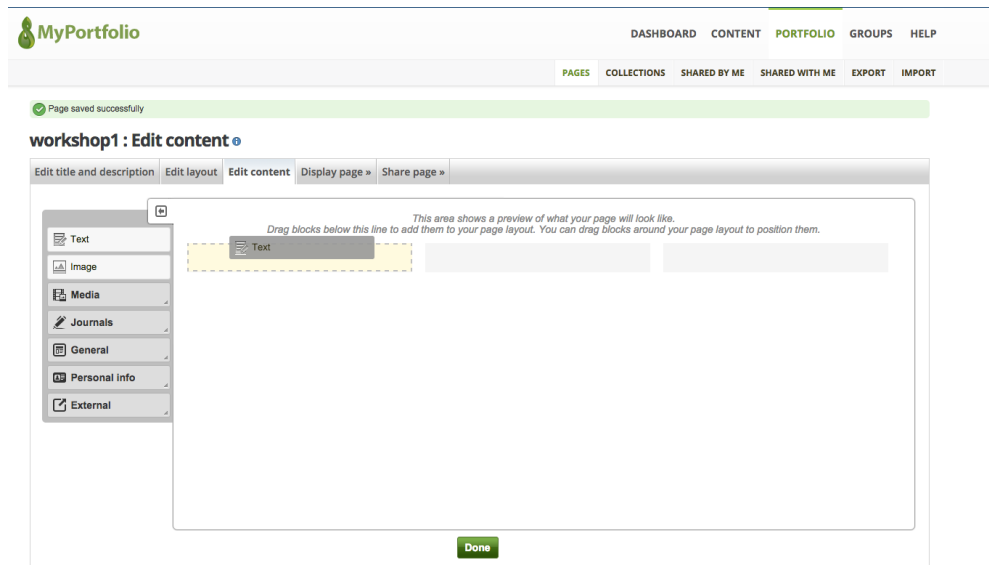 MyPortfolio
DASHBOARD CONTENT PORTFOLIO GROUPS HELP
PAGES COLLECTIONS SHARED BY ME SHARED WITH ME EXPORT IMPORT
Page saved successfully
workshop1 : Edit content
Edit title and description Edit layout Edit content Display page » Share page »
This area shows a preview of what your page will look like.
Drag blocks below this line to add them to your page layout. You can drag blocks around your page layout to position them.
Text
Text
Image
Media
Journals
General
Personal info
External
Done